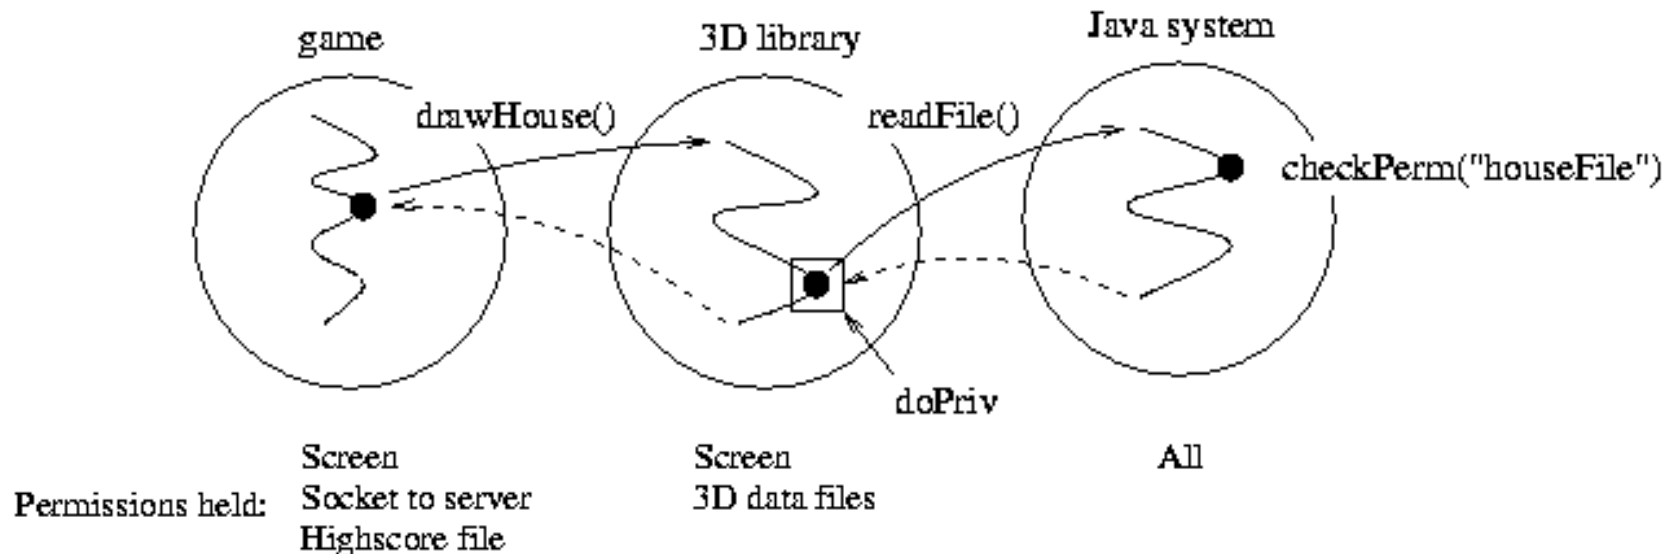 game
3D library
Java system
drawHouse()
readFile()
checkPerm("houseFile")
doPriv
Permissions held:
Screen
Socket to server
Highscore file
Screen
3D data files
All